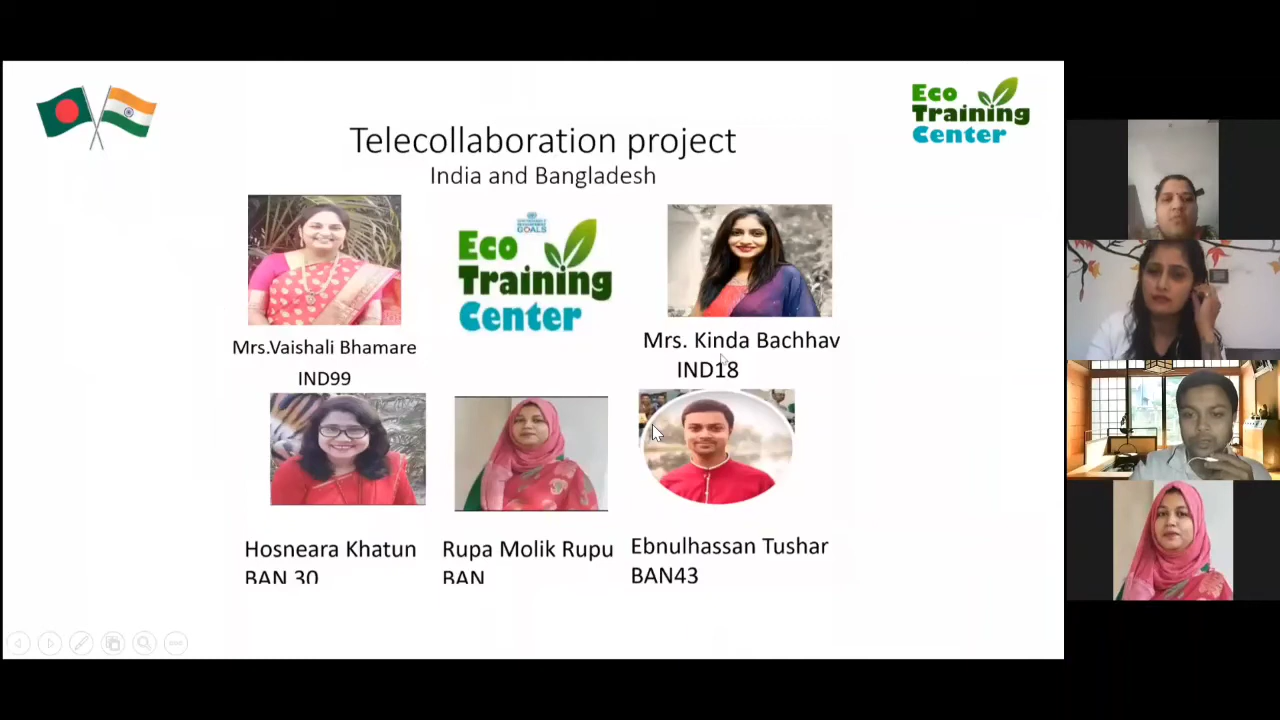 Eco
Training
Center
Telecollaboration project
India and Bangladesh
GOALS
Eco
Training
Center
Mrs.Vaishali Bhamare
IND99
Mrs. Kinda Bachhav
IND18
Hosneara Khatun
BAN 30
Rupa Molik Rupu
BAN
Ebnulhassan Tushar
BAN43